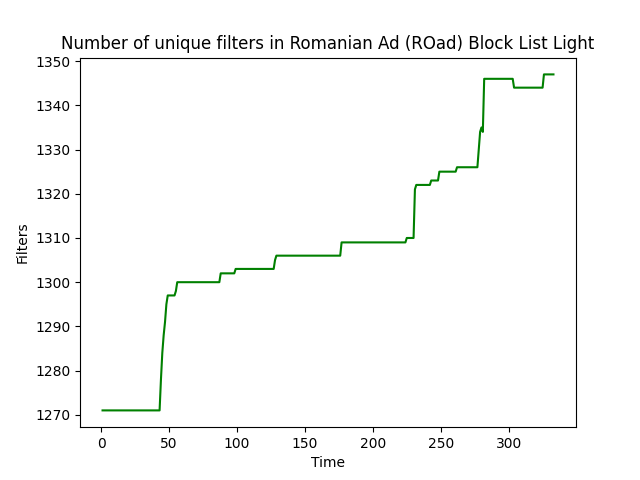 Number of unique filters in Romanian Ad (ROad) Block List Light
1350
1340
1330
1320
1310
1300
1290
1280
1270
Filters
0 50 100 150 200 250 300
Time